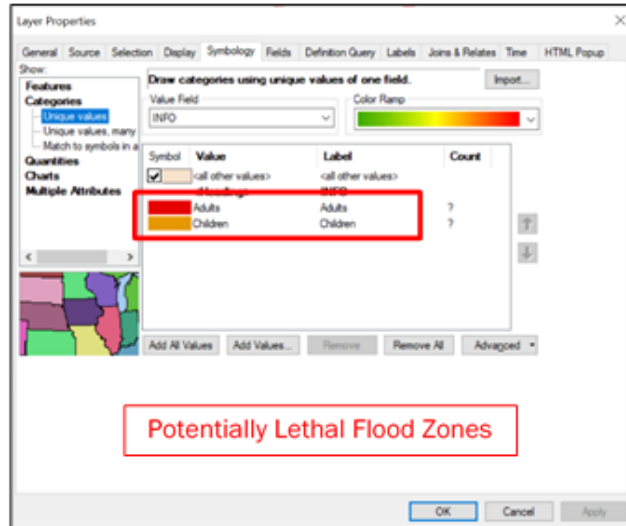 Layer Properties
General Source Selection Display Symbology Fields Definition Query Labels Joins & Relates Time HTML Popup
Show:
Features
Categories
Unique values
Unique values, many
Match to symbols in a
Quantities
Charts
Multiple Attributes
Draw categories using unique values of one field.
Import...
Value Field
INFO
Color Ramp
Symbol Value Label Count
<all other values> <all other values>
<Heading> INFO
Adults Adults ?
Children Children ?
Add All Values Add Values... Remove Remove All Advanced
Potentially Lethal Flood Zones
OK Cancel Apply